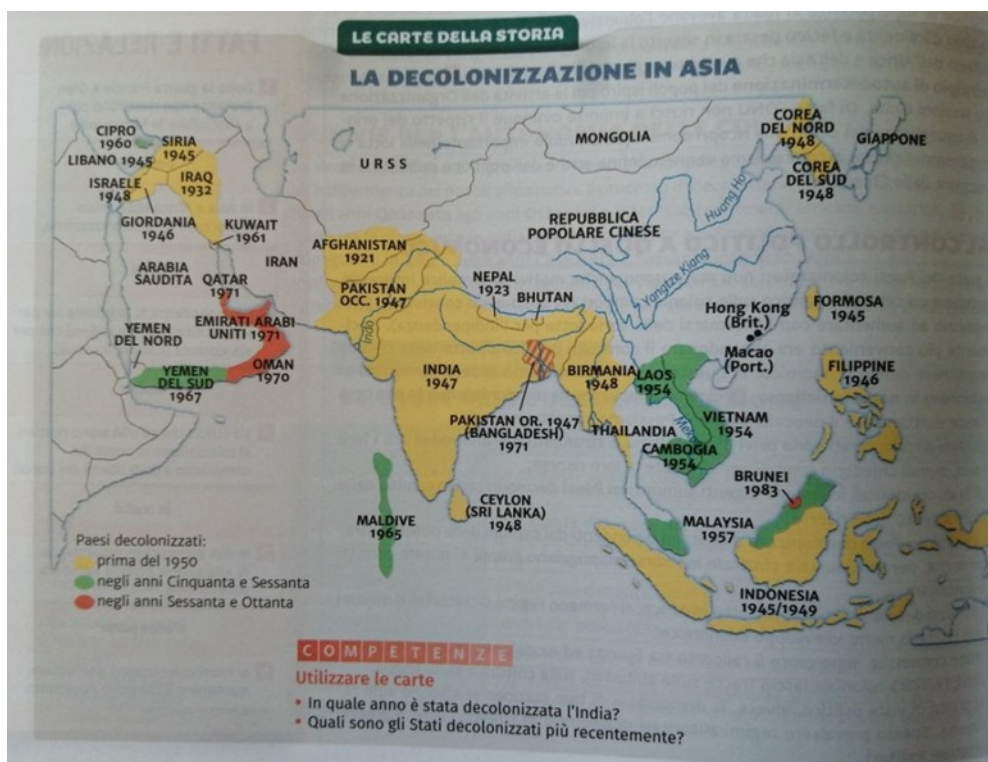 LE CARTE DELLA STORIA
LA DECOLONIZZAZIONE IN ASIA
CIPRO
1960
SIRIA
1945
LIBANO 1945
IRAQ
1932
ISRAELE
1948
GIORDANIA
1946
KUWAIT
1961
ARABIA
SAUDITA
IRAN
QATAR
1971
EMIRATI ARABI
UNITI 1971
YEMEN
DEL NORD
YEMEN
DEL SUD
1967
OMAN
1970
URSS
MONGOLIA
COREA
DEL NORD
1948
GIAPPONE
COREA
DEL SUD
1948
Huang Ho
REPUBBLICA
POPOLARE CINESE
Yangtze Kiang
AFGHANISTAN
1921
PAKISTAN
OCC. 1947
Indo
NEPAL
1923
BHUTAN
Hong Kong
(Brit.)
Macao
(Port.)
FORMOSA
1945
INDIA
1947
BIRMANIA
1948
LAOS
1954
FILIPPINE
1946
PAKISTAN OR. 1947
(BANGLADESH)
1971
THAILANDIA
VIETNAM
1954
CAMBOGIA
1954
BRUNEI
1983
CEYLON
(SRI LANKA)
1948
MALDIVE
1965
MALAYSIA
1957
INDONESIA
1945/1949
Paesi decolonizzati:
prima del 1950
negli anni Cinquanta e Sessanta
negli anni Sessanta e Ottanta
COMPETENZE
Utilizzare le carte
• In quale anno è stata decolonizzata l'India?
• Quali sono gli Stati decolonizzati più recentemente?